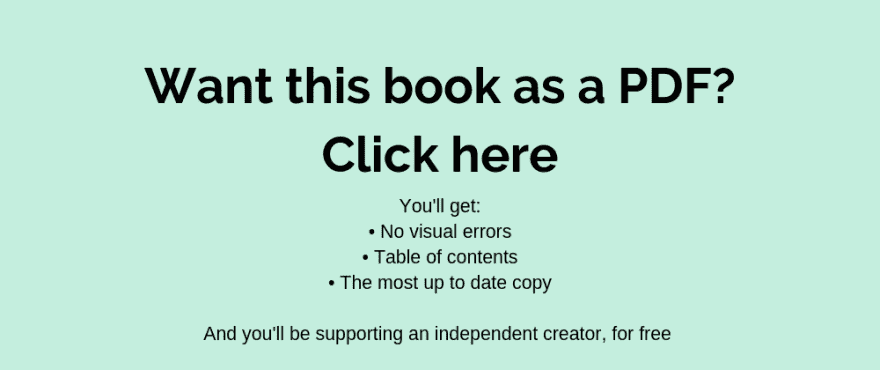 Want this book as a PDF?
Click here
You'll get:
• No visual errors
• Table of contents
• The most up to date copy
And you'll be supporting an independent creator, for free